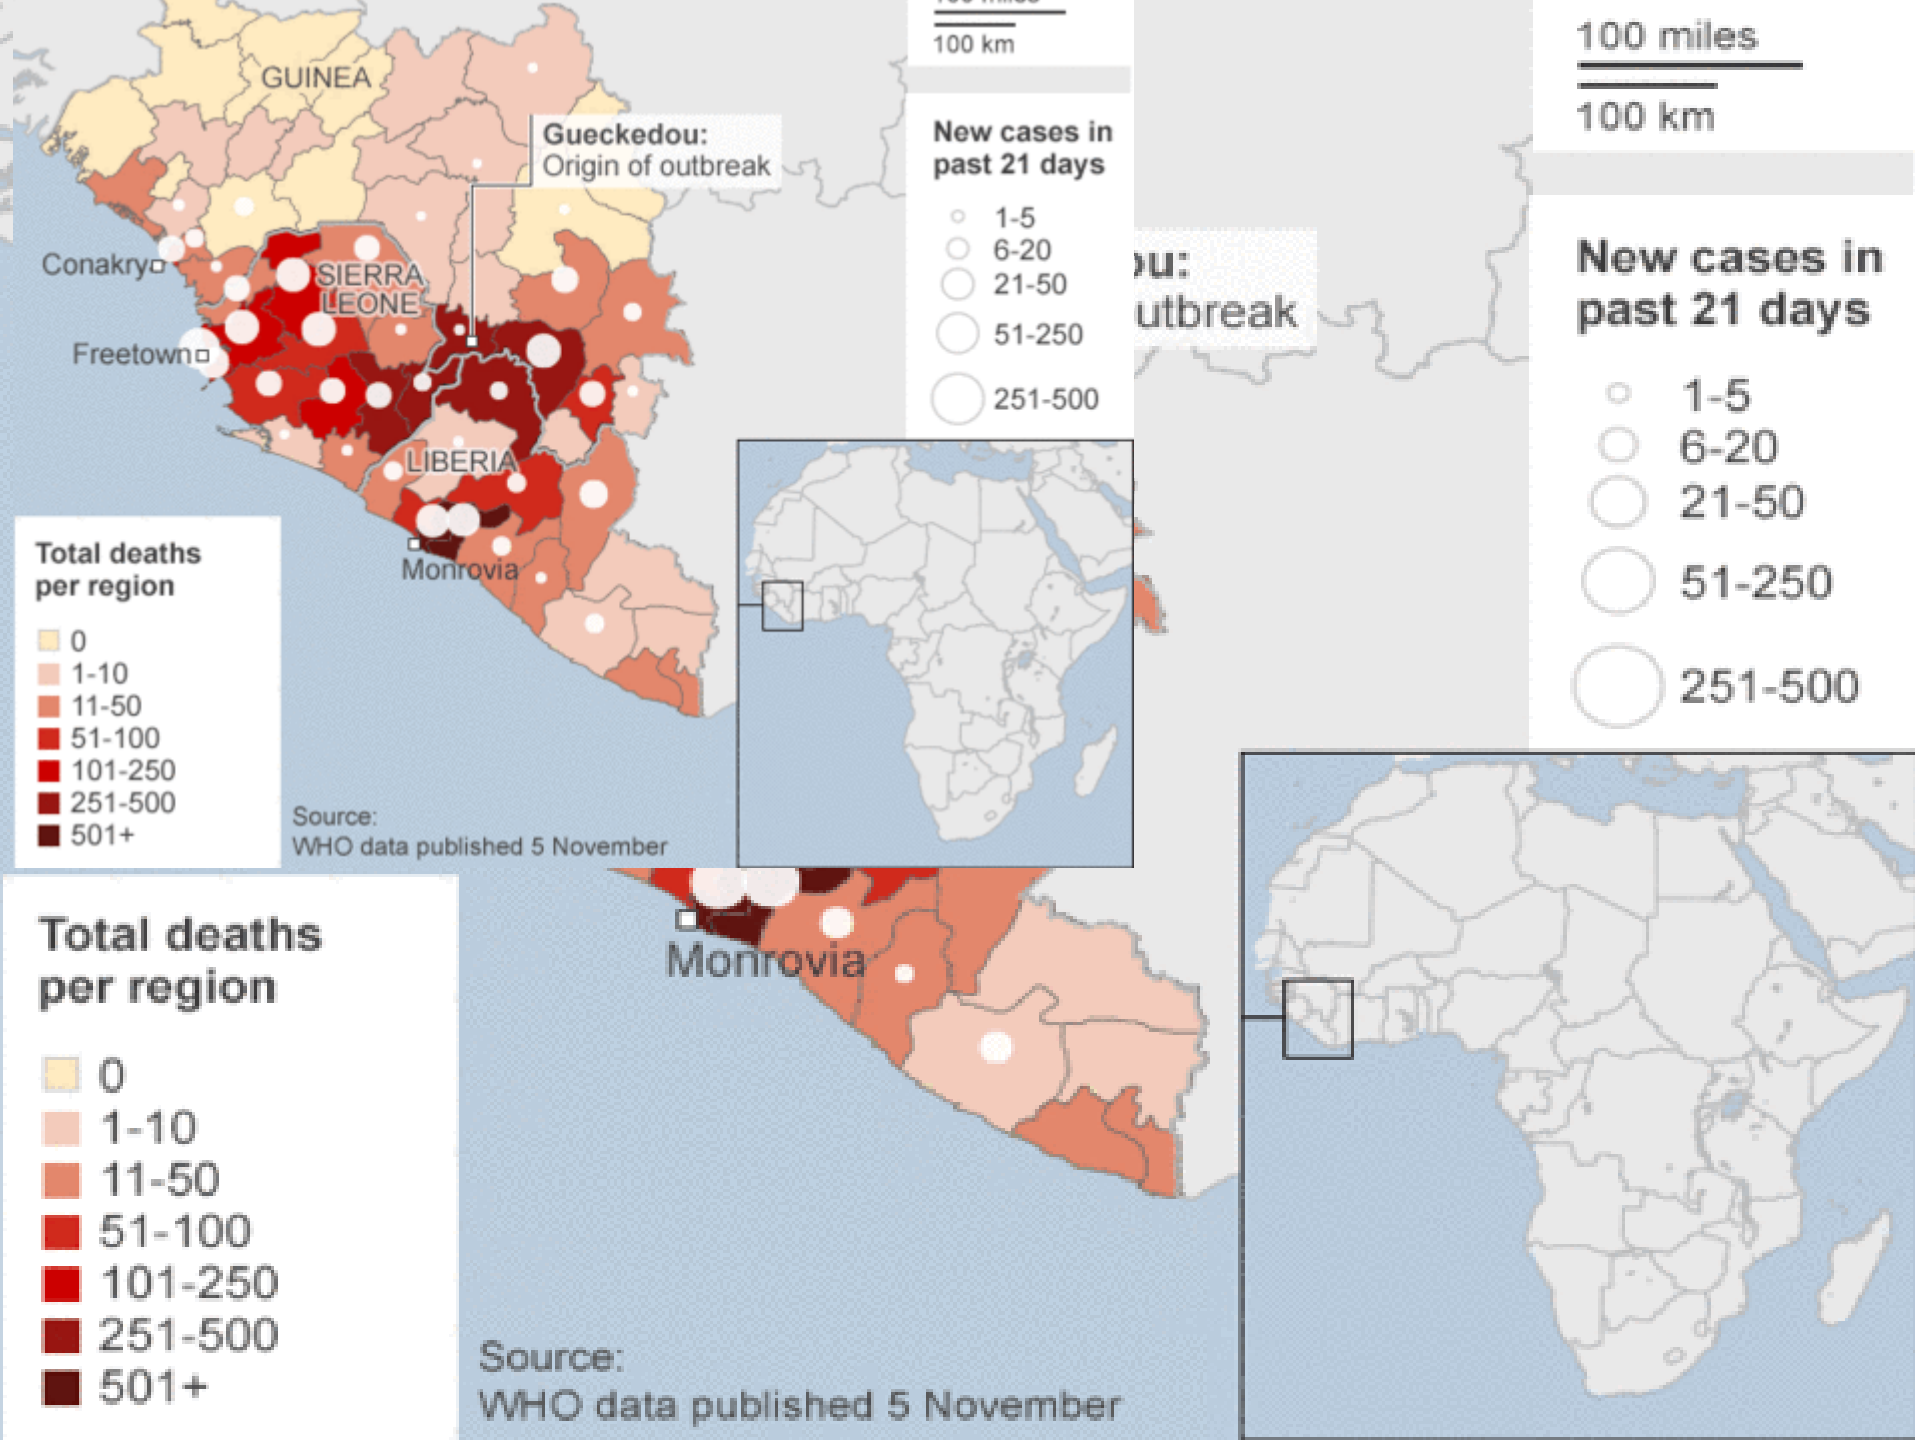 100 km
GUINEA
Gueckedou:
Origin of outbreak
New cases in
past 21 days
1-5
6-20
21-50
51-250
251-500
Conakry
SIERRA
LEONE
Freetown
LIBERIA
Monrovia
Total deaths
per region
0
1-10
11-50
51-100
101-250
251-500
501+
Source:
WHO data published 5 November
100 miles
100 km
ou:
utbreak
New cases in
past 21 days
1-5
6-20
21-50
51-250
251-500
Monrovia
Total deaths
per region
0
1-10
11-50
51-100
101-250
251-500
501+
Source:
WHO data published 5 November